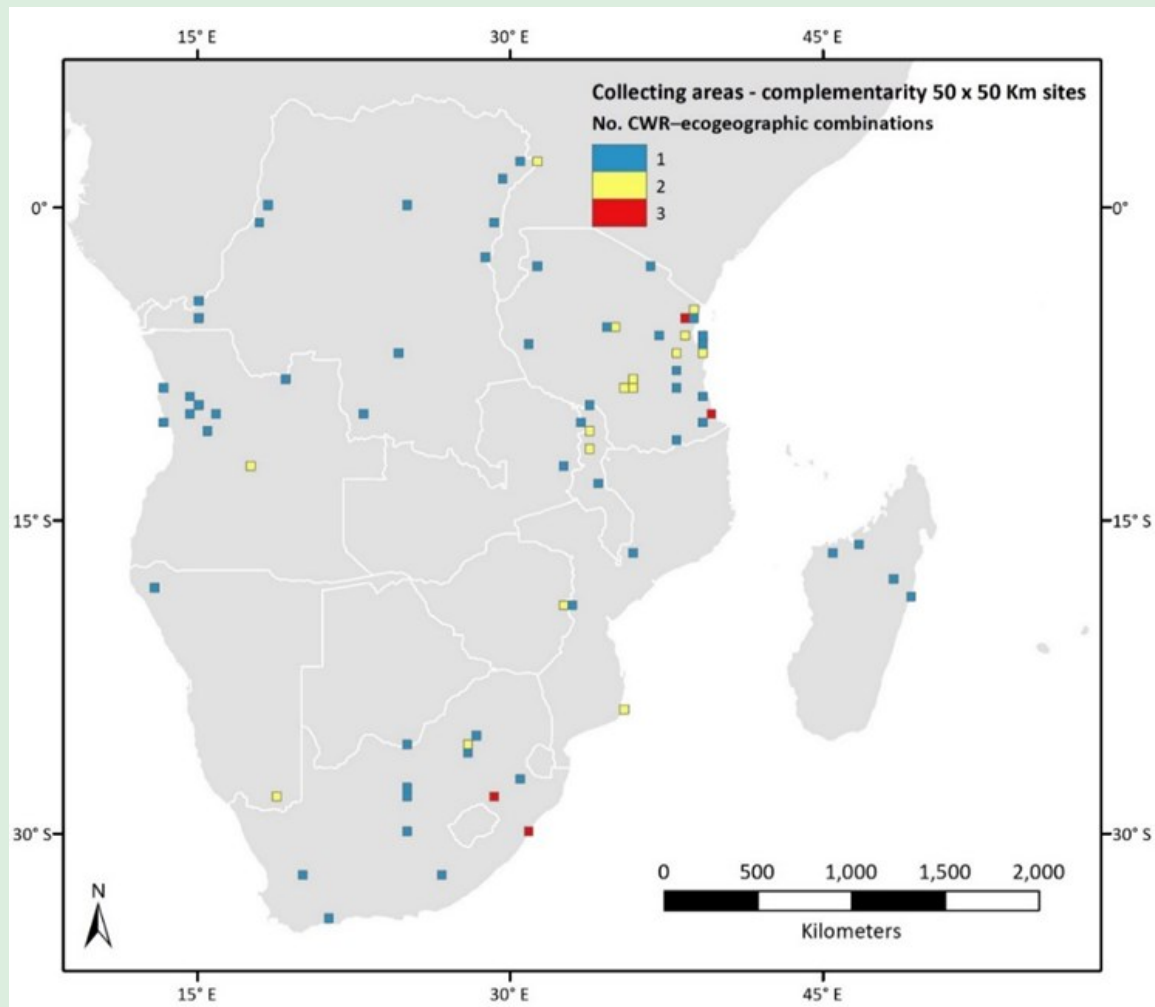 15° E 30° E 45° E
Collecting areas - complementarity 50 x 50 Km sites
No. CWR–ecogeographic combinations
1
2
3
0° 0°
15° S 15° S
30° S 30° S
0 500 1,000 1,500 2,000
Kilometers
N
15° E 30° E 45° E